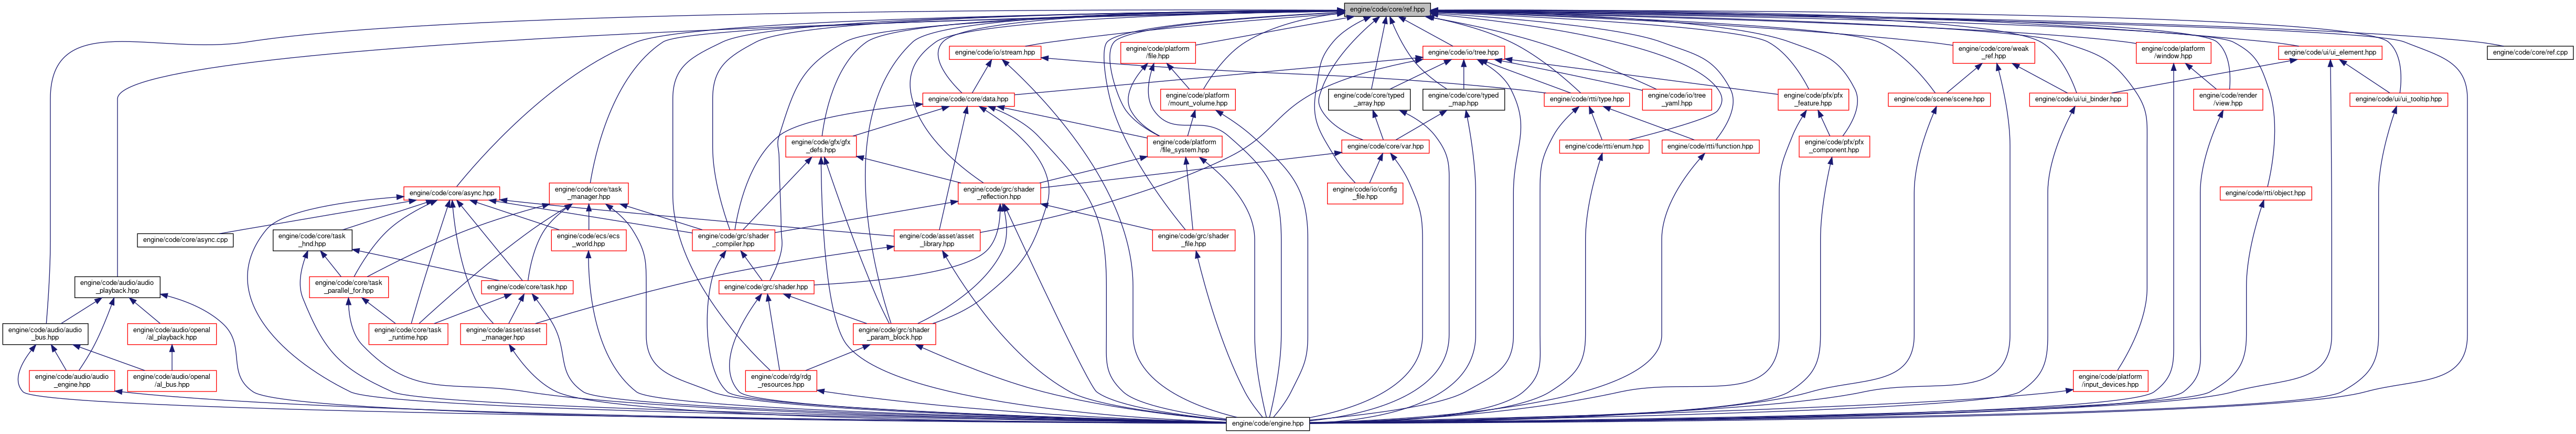 engine/code/core/ref.hpp
engine/code/io/stream.hpp
engine/code/platform
/file.hpp
engine/code/io/tree.hpp
engine/code/core/weak
_ref.hpp
engine/code/platform
/window.hpp
engine/code/ui/ui_element.hpp
engine/code/core/ref.cpp
engine/code/core/data.hpp
engine/code/platform
/mount_volume.hpp
engine/code/core/typed
_array.hpp
engine/code/core/typed
_map.hpp
engine/code/rtti/type.hpp
engine/code/io/tree
_yaml.hpp
engine/code/pfx/pfx
_feature.hpp
engine/code/scene/scene.hpp
engine/code/ui/ui_binder.hpp
engine/code/render
/view.hpp
engine/code/ui/ui_tooltip.hpp
engine/code/gfx/gfx
_defs.hpp
engine/code/platform
/file_system.hpp
engine/code/core/var.hpp
engine/code/rtti/enum.hpp
engine/code/rtti/function.hpp
engine/code/pfx/pfx
_component.hpp
engine/code/core/async.hpp
engine/code/core/task
_manager.hpp
engine/code/grc/shader
_reflection.hpp
engine/code/io/config
_file.hpp
engine/code/rtti/object.hpp
engine/code/core/async.cpp
engine/code/core/task
_hnd.hpp
engine/code/ecs/ecs
_world.hpp
engine/code/grc/shader
_compiler.hpp
engine/code/asset/asset
_library.hpp
engine/code/grc/shader
_file.hpp
engine/code/audio/audio
_playback.hpp
engine/code/core/task
_parallel_for.hpp
engine/code/core/task.hpp
engine/code/grc/shader.hpp
engine/code/audio/audio
_bus.hpp
engine/code/audio/openal
/al_playback.hpp
engine/code/core/task
_runtime.hpp
engine/code/asset/asset
_manager.hpp
engine/code/grc/shader
_param_block.hpp
engine/code/audio/audio
_engine.hpp
engine/code/audio/openal
/al_bus.hpp
engine/code/rdg/rdg
_resources.hpp
engine/code/platform
/input_devices.hpp
engine/code/engine.hpp